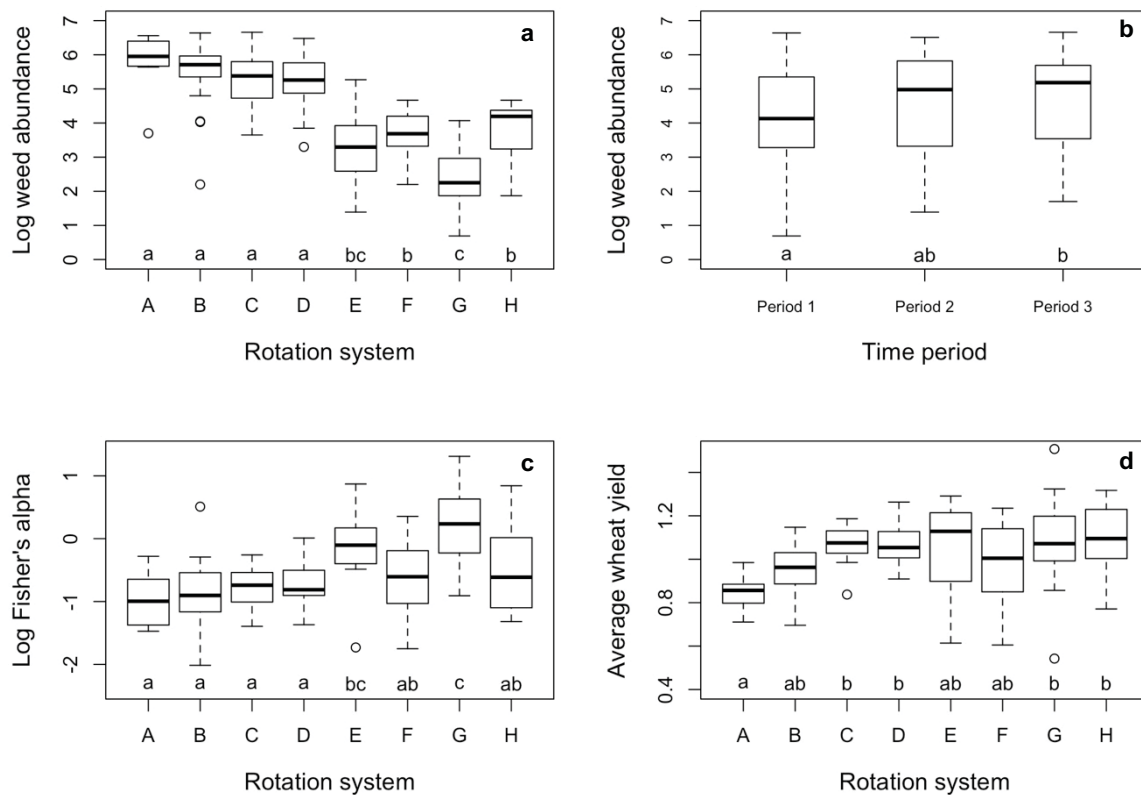 a
Log weed abundance
7
6
5
4
3
2
1
0
a a a a bc b c b
A B C D E F G H
Rotation system
b
Log weed abundance
7
6
5
4
3
2
1
0
a ab b
Period 1 Period 2 Period 3
Time period
c
Log Fisher's alpha
1
0
-1
-2
a a a a bc ab c ab
A B C D E F G H
Rotation system
d
Average wheat yield
1.2
0.8
0.4
a ab b b ab ab b b
A B C D E F G H
Rotation system